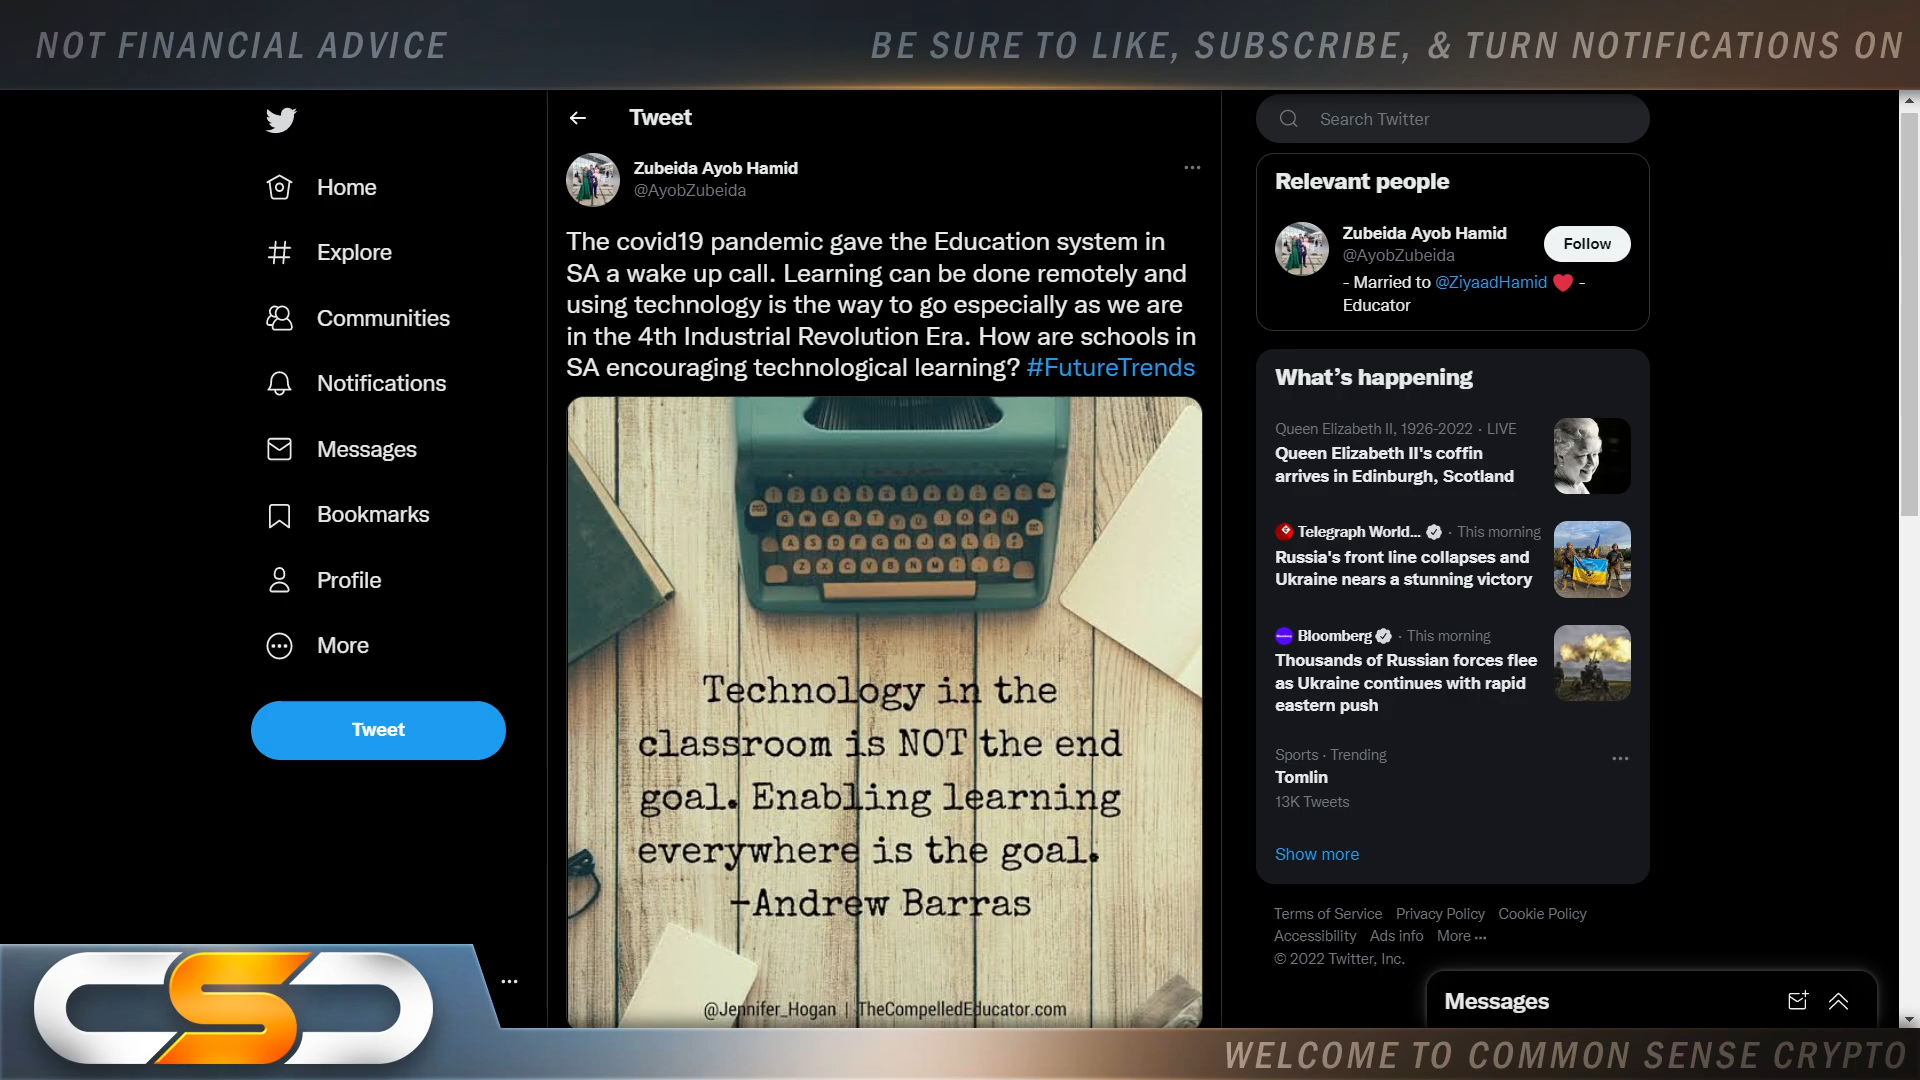 NOT FINANCIAL ADVICE
BE SURE TO LIKE, SUBSCRIBE, & TURN NOTIFICATIONS ON
Home
Explore
Communities
Notifications
Messages
Bookmarks
Profile
More
Tweet
Tweet
Zubeida Ayob Hamid
@AyobZubeida
The covid19 pandemic gave the Education system in
SA a wake up call. Learning can be done remotely and
using technology is the way to go especially as we are
in the 4th Industrial Revolution Era. How are schools in
SA encouraging technological learning? #FutureTrends
Technology in the
classroom is NOT the end
goal. Enabling learning
everywhere is the goal.
-Andrew Barras
@Jennifer_Hogan | TheCompelledEducator.com
Search Twitter
Relevant people
Zubeida Ayob Hamid
@AyobZubeida
Follow
- Married to @ZiyaadHamid ❤️ -
Educator
What's happening
Queen Elizabeth II, 1926-2022 · LIVE
Queen Elizabeth II's coffin
arrives in Edinburgh, Scotland
Telegraph World... · This morning
Russia's front line collapses and
Ukraine nears a stunning victory
Bloomberg · This morning
Thousands of Russian forces flee
as Ukraine continues with rapid
eastern push
Sports · Trending
Tomlin
13K Tweets
Show more
Terms of Service Privacy Policy Cookie Policy
Accessibility Ads info More ...
© 2022 Twitter, Inc.
Messages
CSC
WELCOME TO COMMON SENSE CRYPTO